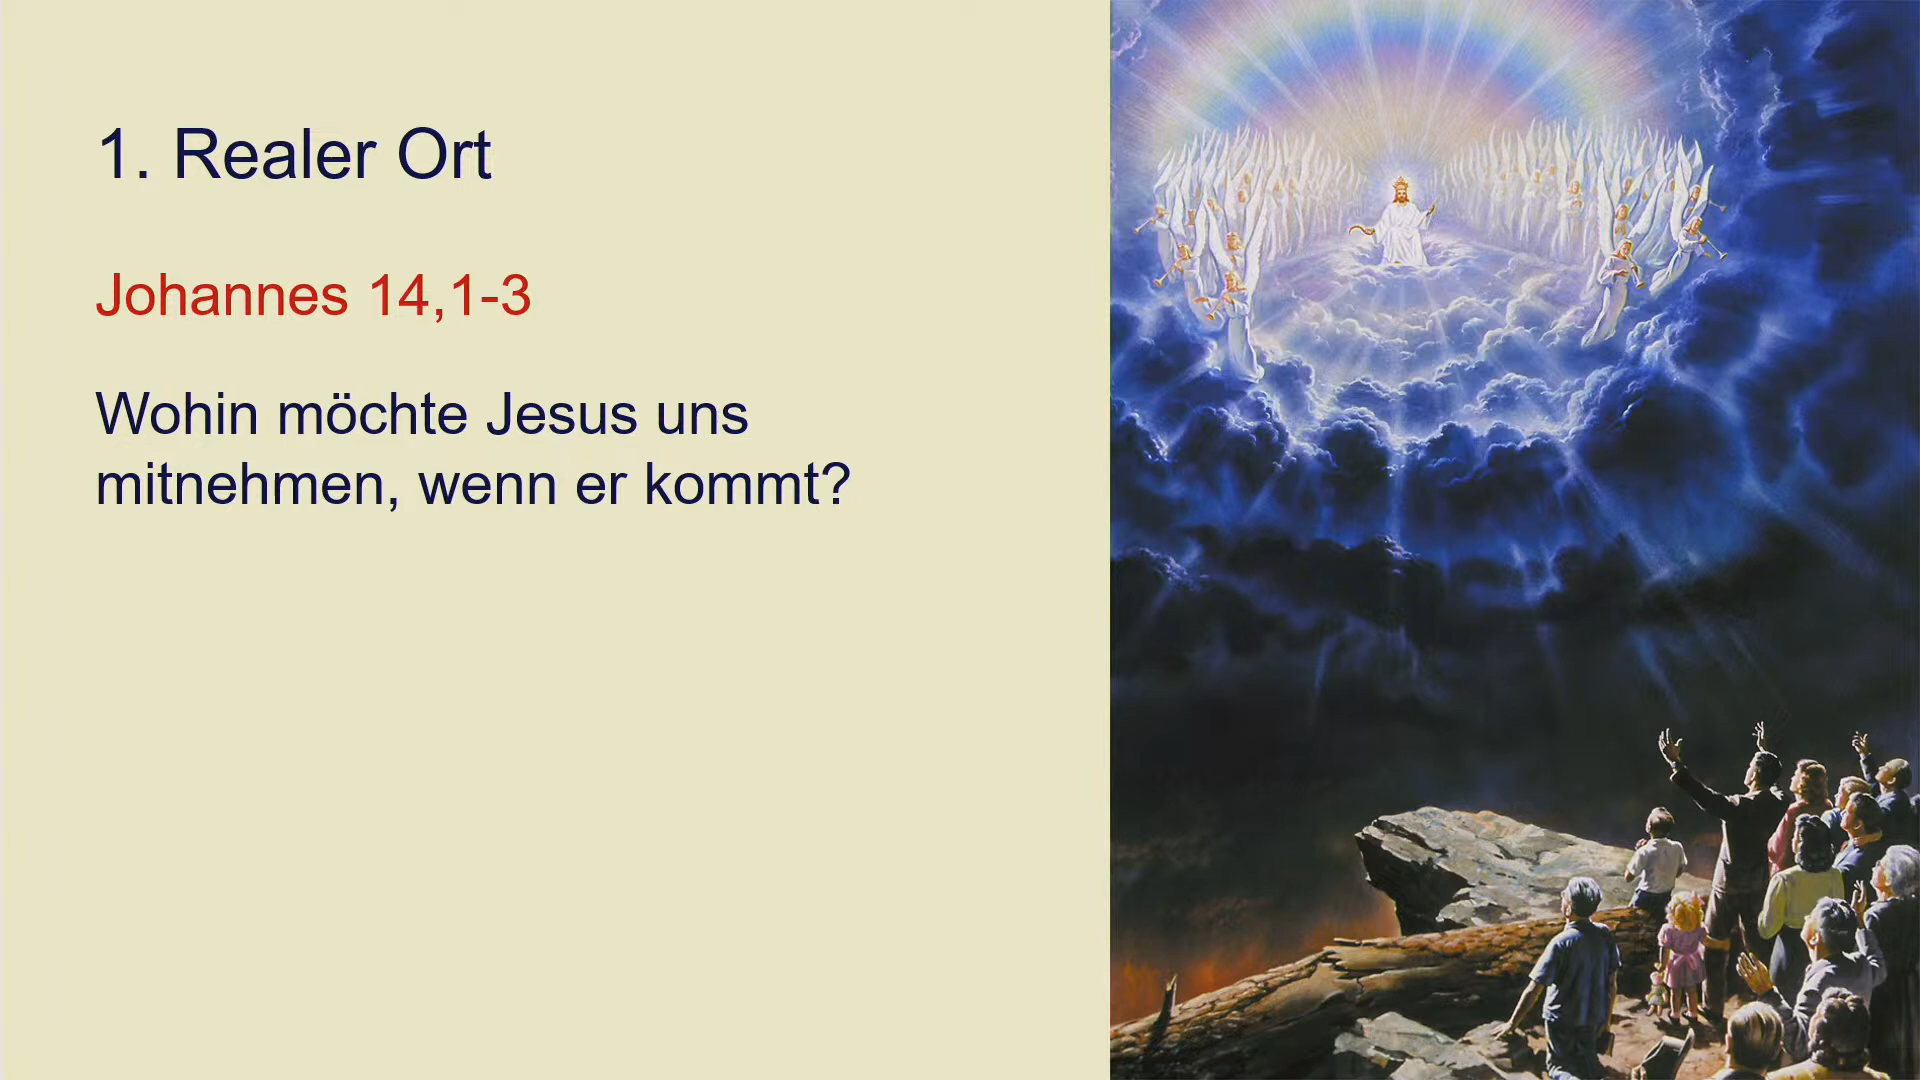 1. Realer Ort
Johannes 14,1-3
Wohin möchte Jesus uns
mitnehmen, wenn er kommt?